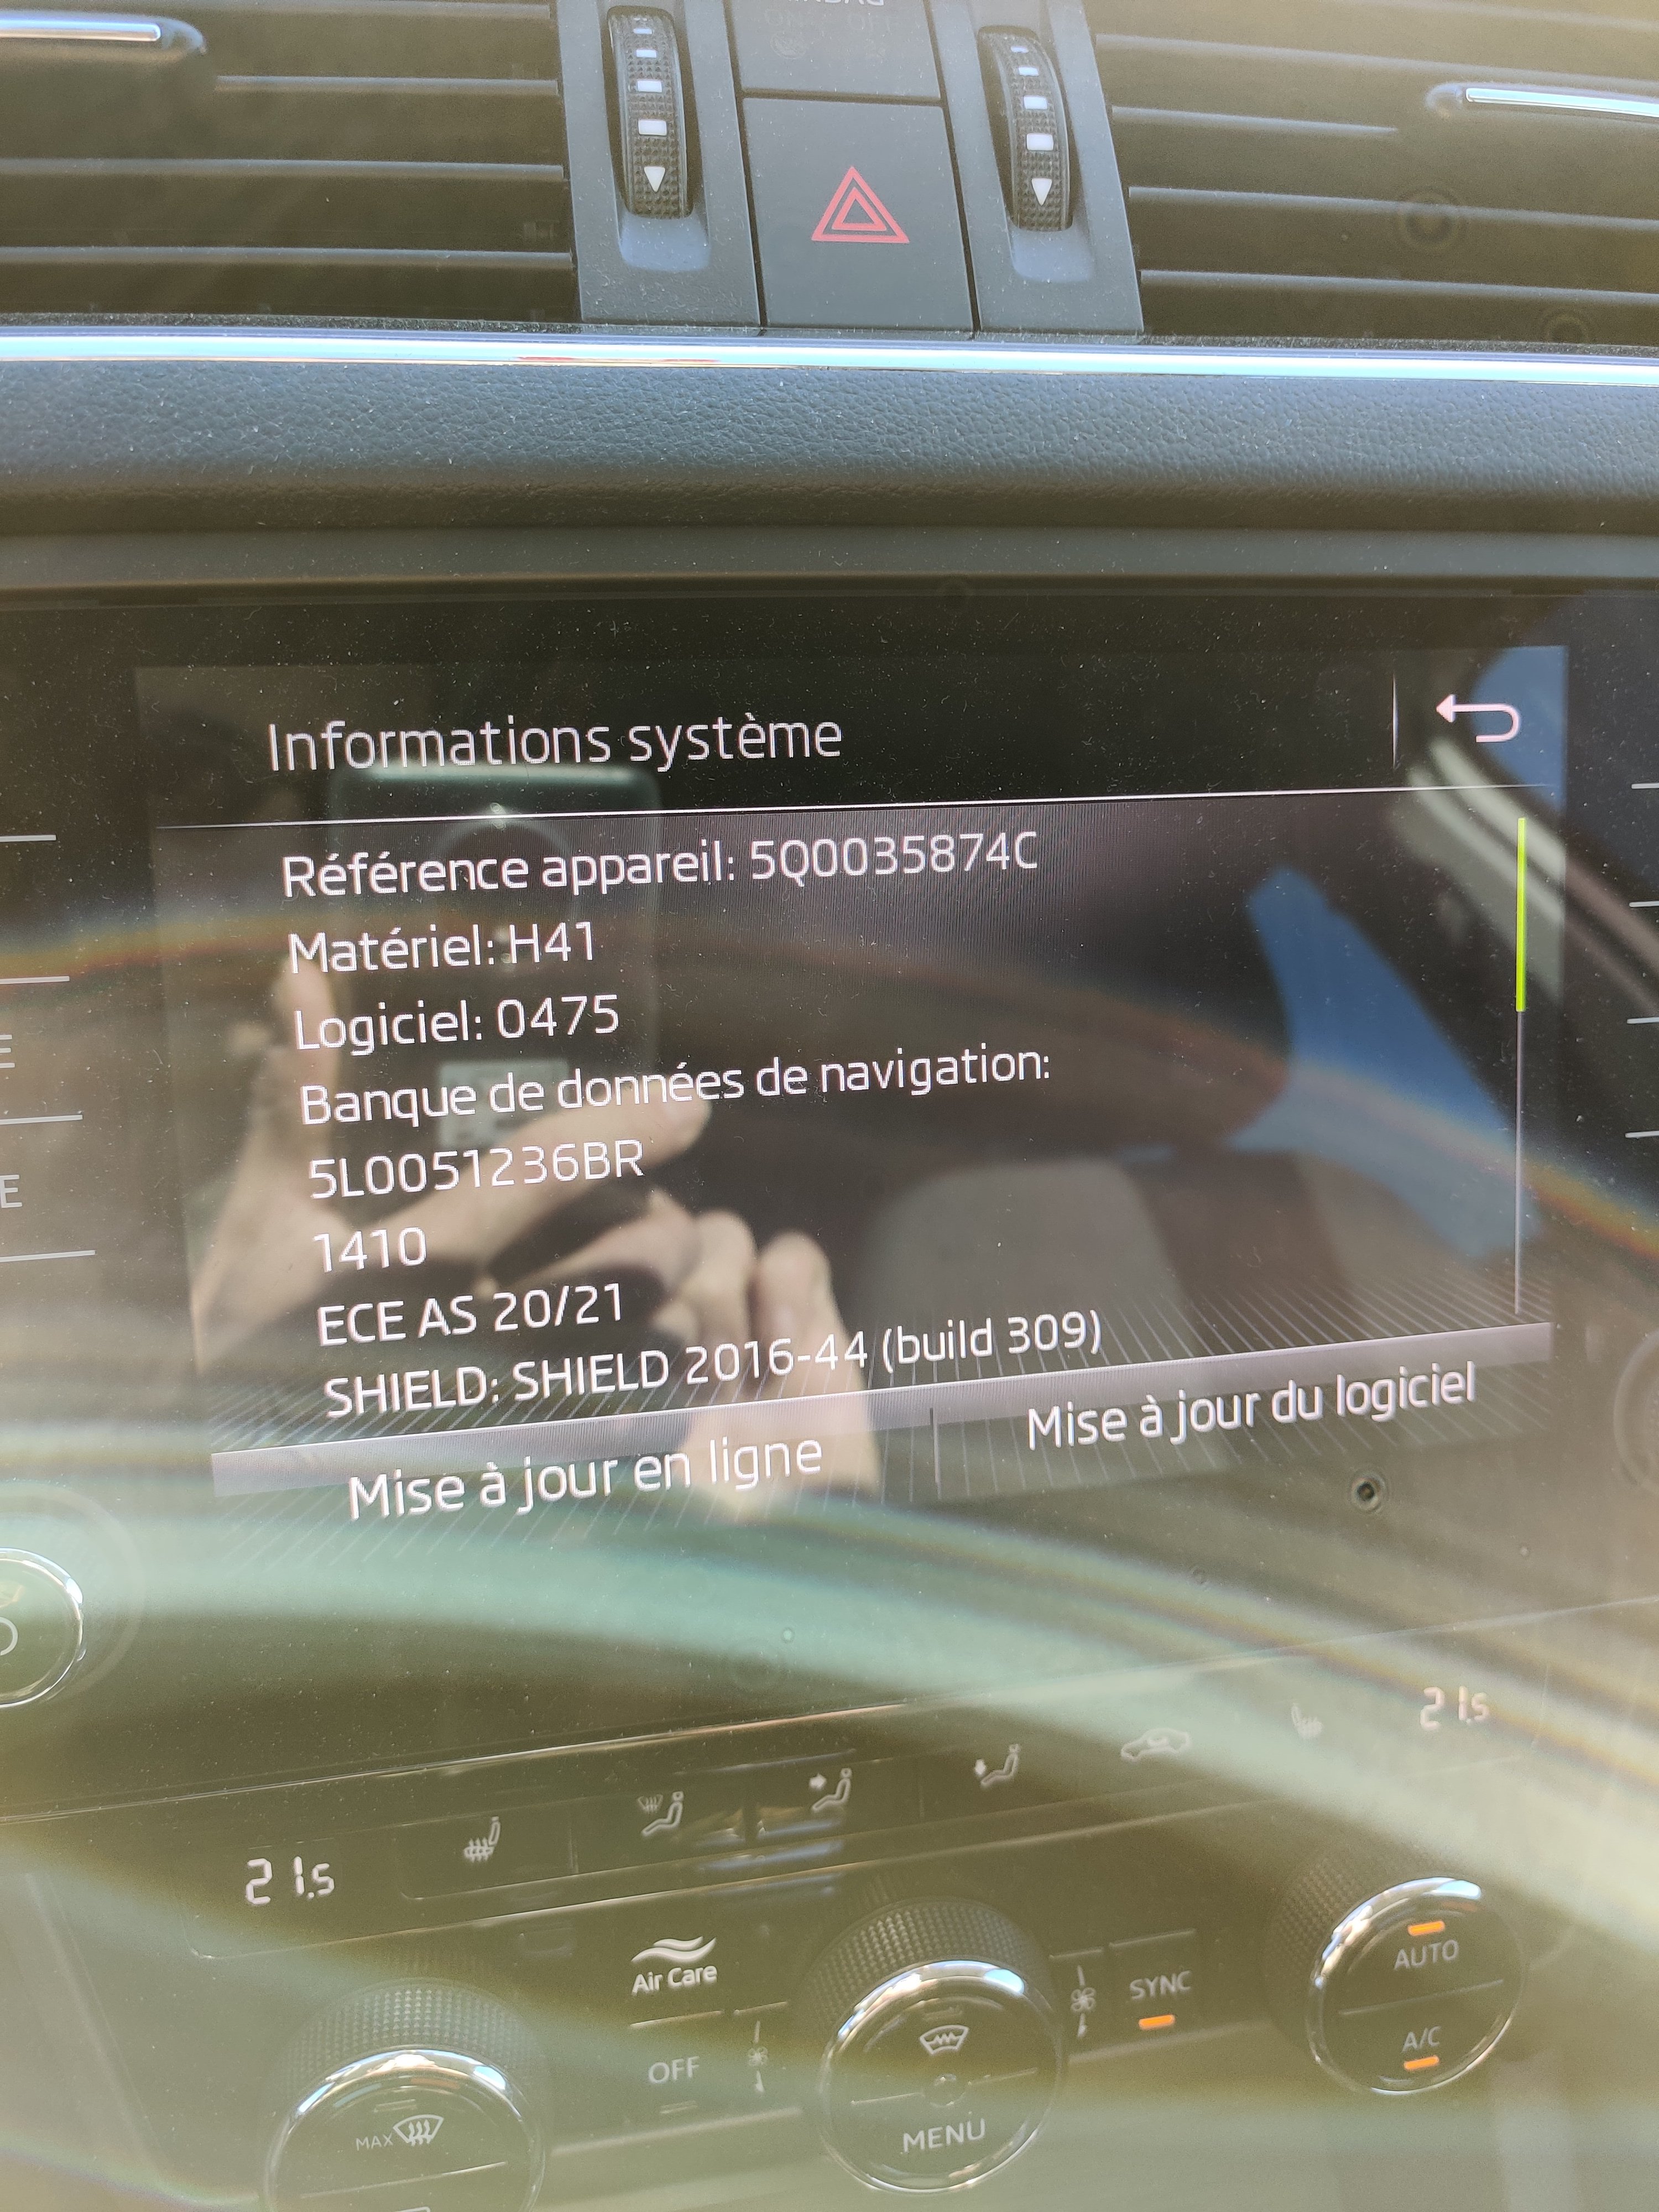 Informations système
Référence appareil: 5Q0035874C
Matériel: H41
Logiciel: 0475
Banque de données de navigation:
5L0051236BR
1410
ECE AS 20/21
SHIELD: SHIELD 2016-44 (build 309)
Mise à jour en ligne
Mise à jour du logiciel
E
E
21.5
21.5
Air Care
OFF
SYNC
AUTO
A/C
MAX
MENU